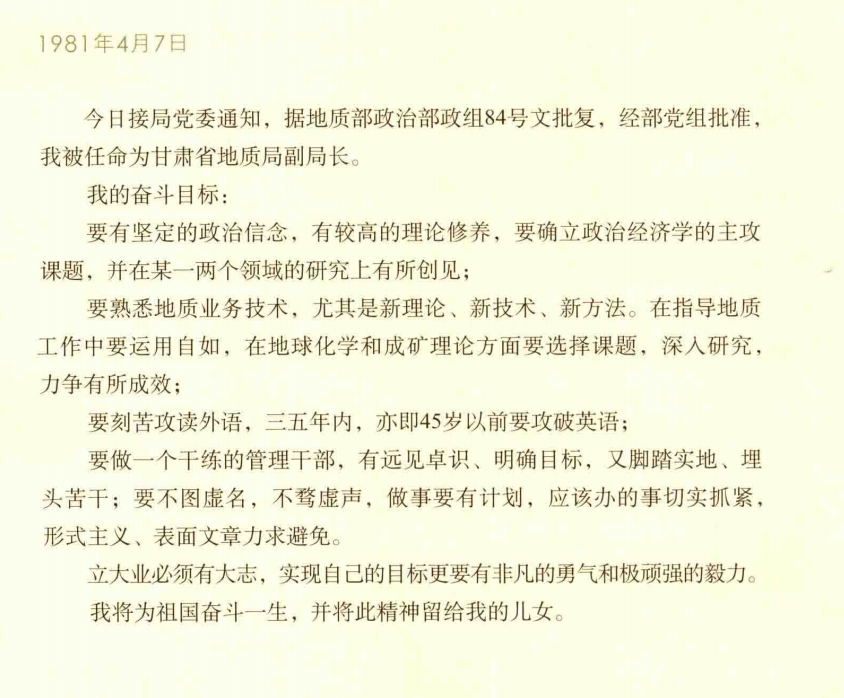 1981年4月7日
今日接局党委通知，据地质部政治部政组84号文批复，经部党组批准，
我被任命为甘肃省地质局副局长。
我的奋斗目标：
要有坚定的政治信念，有较高的理论修养，要确立政治经济学的主攻
课题，并在某一两个领域的研究上有所创见；
要熟悉地质业务技术，尤其是新理论、新技术、新方法。在指导地质
工作中要运用自如，在地球化学和成矿理论方面要选择课题，深入研究，
力争有所成效；
要刻苦攻读外语，三五年内，亦即45岁以前要攻破英语；
要做一个干练的管理干部，有远见卓识、明确目标，又脚踏实地、埋
头苦干；要不图虚名，不骛虚声，做事要有计划，应该办的事切实抓紧，
形式主义、表面文章力求避免。
立大业必须有大志，实现自己的目标更要有非凡的勇气和极顽强的毅力。
我将为祖国奋斗一生，并将此精神留给我的儿女。